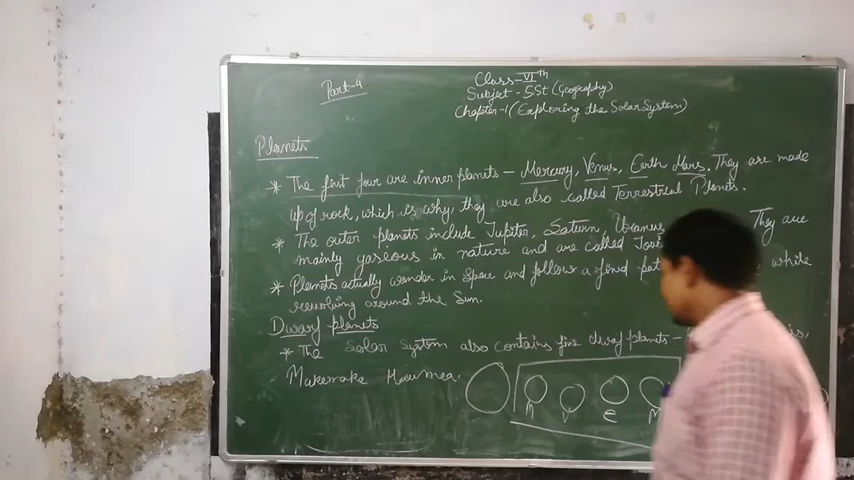 Part-4
Class-VIth
Subject - SSt (Geography)
Chapter-1 (Exploring the Solar System)
Planets
* The first four are inner planets - Mercury, Venus, Earth Mars. They are made
up of rock, which is why, they are also called Terrestrial Planets.
* The outer planets include Jupiter, Saturn, Uranus They are
mainly gaseous in nature and are called
* Planets actually wonder in space and follows a fixed while
revolving around the Sun.
Dwarf planets
* The Solar System also contains five dwarf planets -
Makemake Haumea.
M V E M